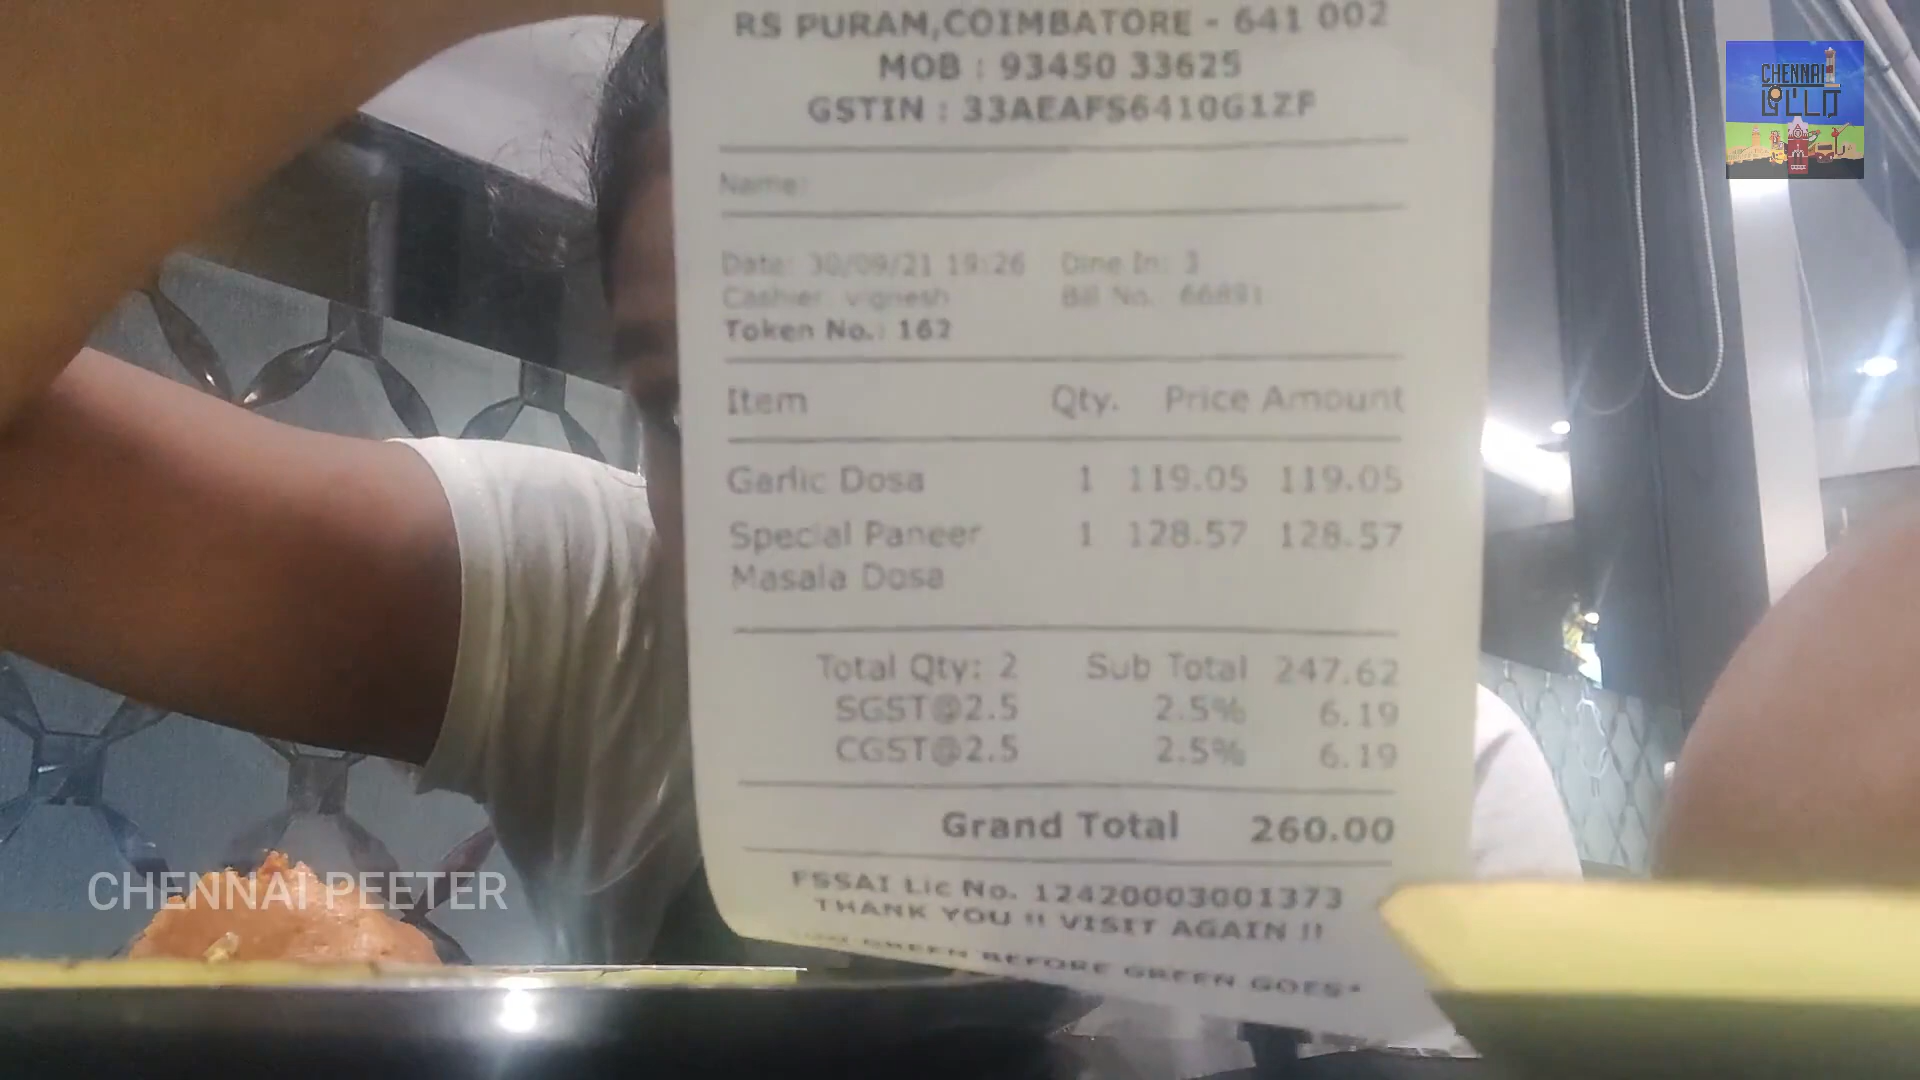 RS PURAM,COIMBATORE - 641 002
MOB : 93450 33625
GSTIN : 33AEAFS6410G1ZF
CHENNAI
மீட்டர்
Name:
Date: 30/09/21 19:26 Dine In: 3
Cashier: vignesh Bill No.: 66891
Token No.: 162
Item Qty. Price Amount
Garlic Dosa 1 119.05 119.05
Special Paneer 1 128.57 128.57
Masala Dosa
Total Qty: 2 Sub Total 247.62
SGST@2.5 2.5% 6.19
CGST@2.5 2.5% 6.19
Grand Total 260.00
FSSAI Lic No. 12420003001373
THANK YOU !! VISIT AGAIN !!
GREEN BEFORE GREEN GOES*
CHENNAI PEETER